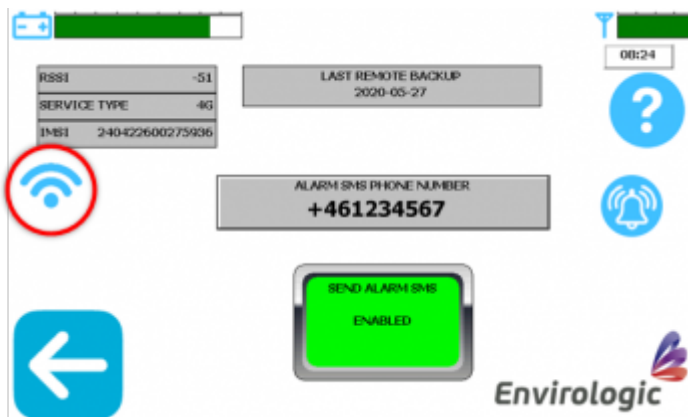 08:24
RSSI -51
SERVICE TYPE 4G
IMSI 240422600275936
LAST REMOTE BACKUP
2020-05-27
?
ALARM SMS PHONE NUMBER
+461234567
SEND ALARM SMS
ENABLED
Envirologic